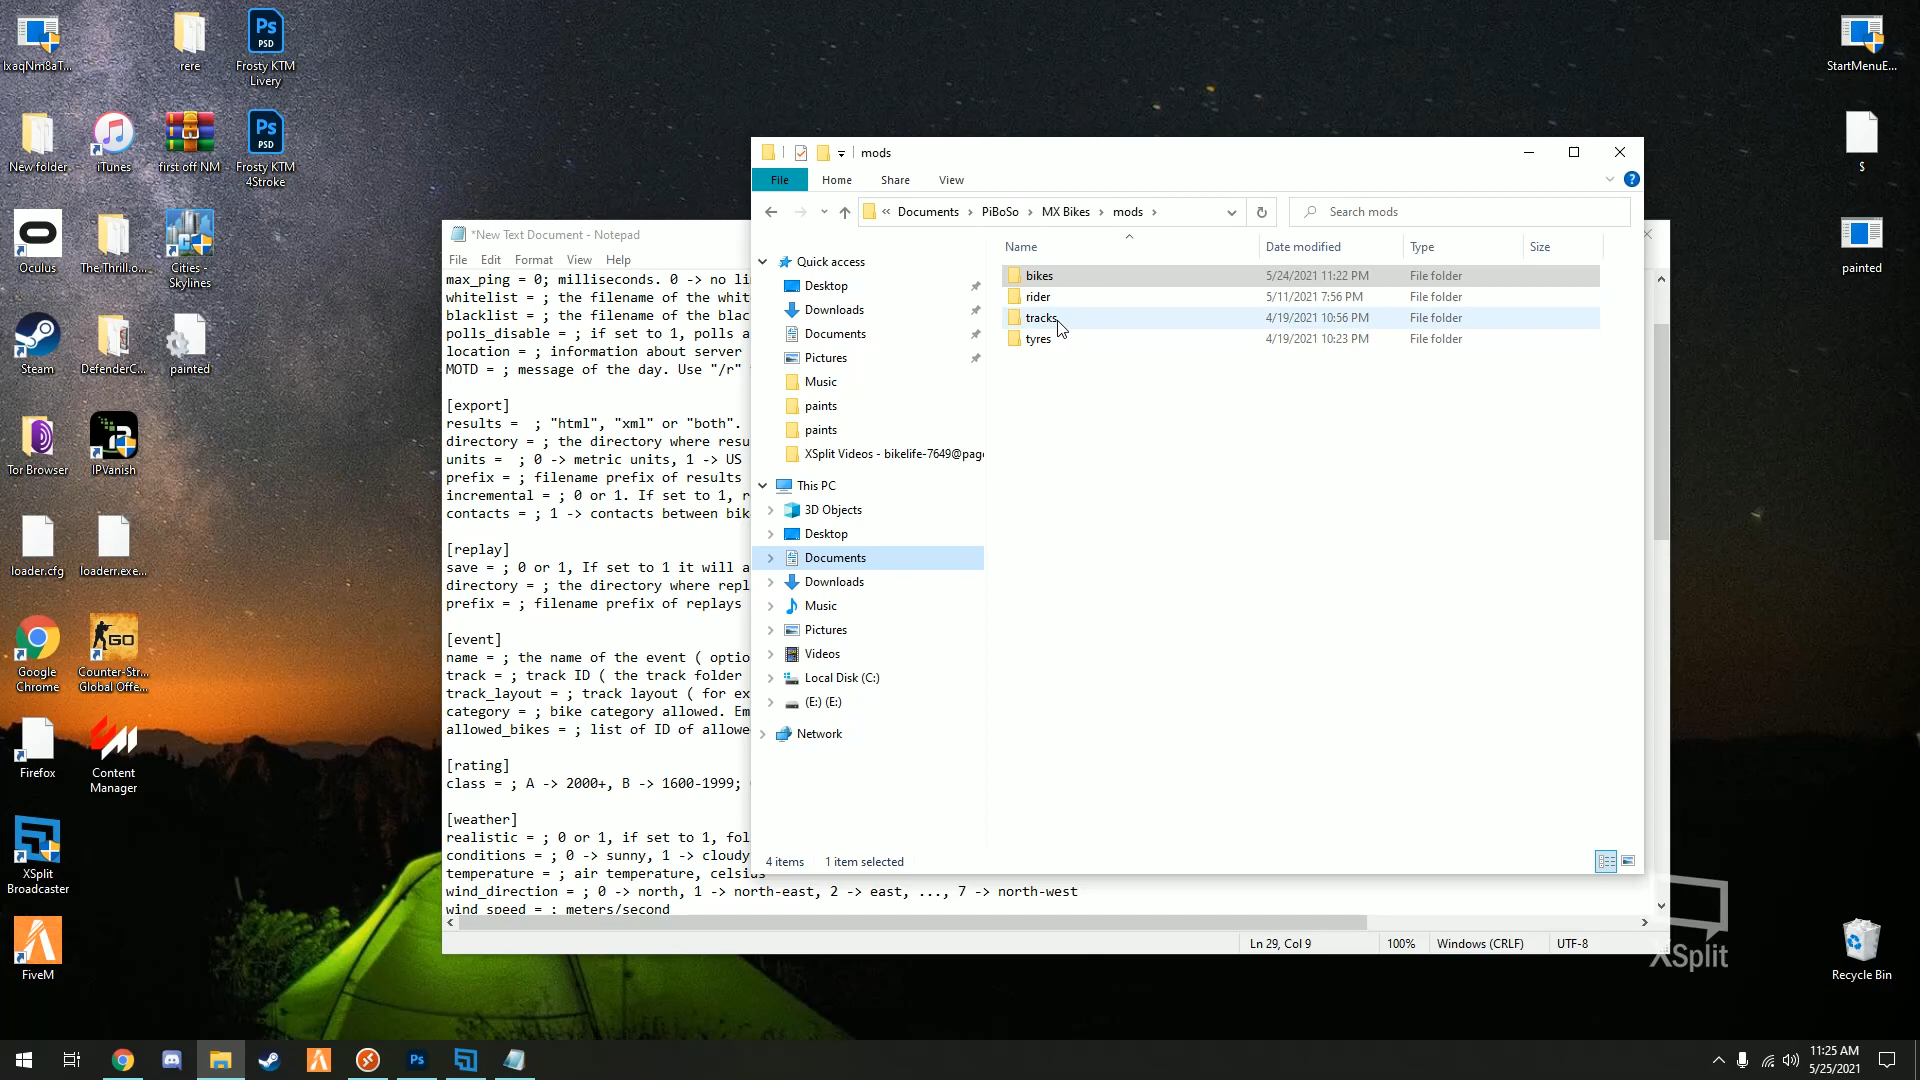 lxaqNm8aT...
rere
Frosty KTM
Livery
New folder
iTunes
first off NM
Frosty KTM
4Stroke
Oculus
The.Thrill.o...
Cities -
Skylines
Steam
DefenderC...
painted
Tor Browser
IPVanish
loader.cfg
loaderr.exe...
Google
Chrome
Counter-Str...
Global Offe...
Firefox
Content
Manager
XSplit
Broadcaster
FiveM
StartMenuE...
$
painted
Recycle Bin
*New Text Document - Notepad
File Edit Format View Help
max_ping = 0; milliseconds. 0 -> no li
whitelist = ; the filename of the whit
blacklist = ; the filename of the blac
polls_disable = ; if set to 1, polls a
location = ; information about server
MOTD = ; message of the day. Use "/r"
[export]
results =  ; "html", "xml" or "both".
directory = ; the directory where resu
units =  ; 0 -> metric units, 1 -> US
prefix = ; filename prefix of results
incremental = ; 0 or 1. If set to 1, r
contacts = ; 1 -> contacts between bik
[replay]
save = ; 0 or 1, If set to 1 it will a
directory = ; the directory where repl
prefix = ; filename prefix of replays
[event]
name = ; the name of the event ( optio
track = ; track ID ( the track folder
track_layout = ; track layout ( for ex
category = ; bike category allowed. Em
allowed_bikes = ; list of ID of allowe
[rating]
class = ; A -> 2000+, B -> 1600-1999;
[weather]
realistic = ; 0 or 1, if set to 1, fol
conditions = ; 0 -> sunny, 1 -> cloudy
temperature = ; air temperature, celsius
wind_direction = ; 0 -> north, 1 -> north-east, 2 -> east, ..., 7 -> north-west
wind_speed = ; meters/second
Ln 29, Col 9 100% Windows (CRLF) UTF-8
mods
File Home Share View
« Documents › PiBoSo › MX Bikes › mods › Search mods
Name Date modified Type Size
bikes 5/24/2021 11:22 PM File folder
rider 5/11/2021 7:56 PM File folder
tracks 4/19/2021 10:56 PM File folder
tyres 4/19/2021 10:23 PM File folder
Quick access
Desktop
Downloads
Documents
Pictures
Music
paints
paints
XSplit Videos - bikelife-7649@page
This PC
3D Objects
Desktop
Documents
Downloads
Music
Pictures
Videos
Local Disk (C:)
(E:) (E:)
Network
4 items 1 item selected
XSplit
11:25 AM
5/25/2021